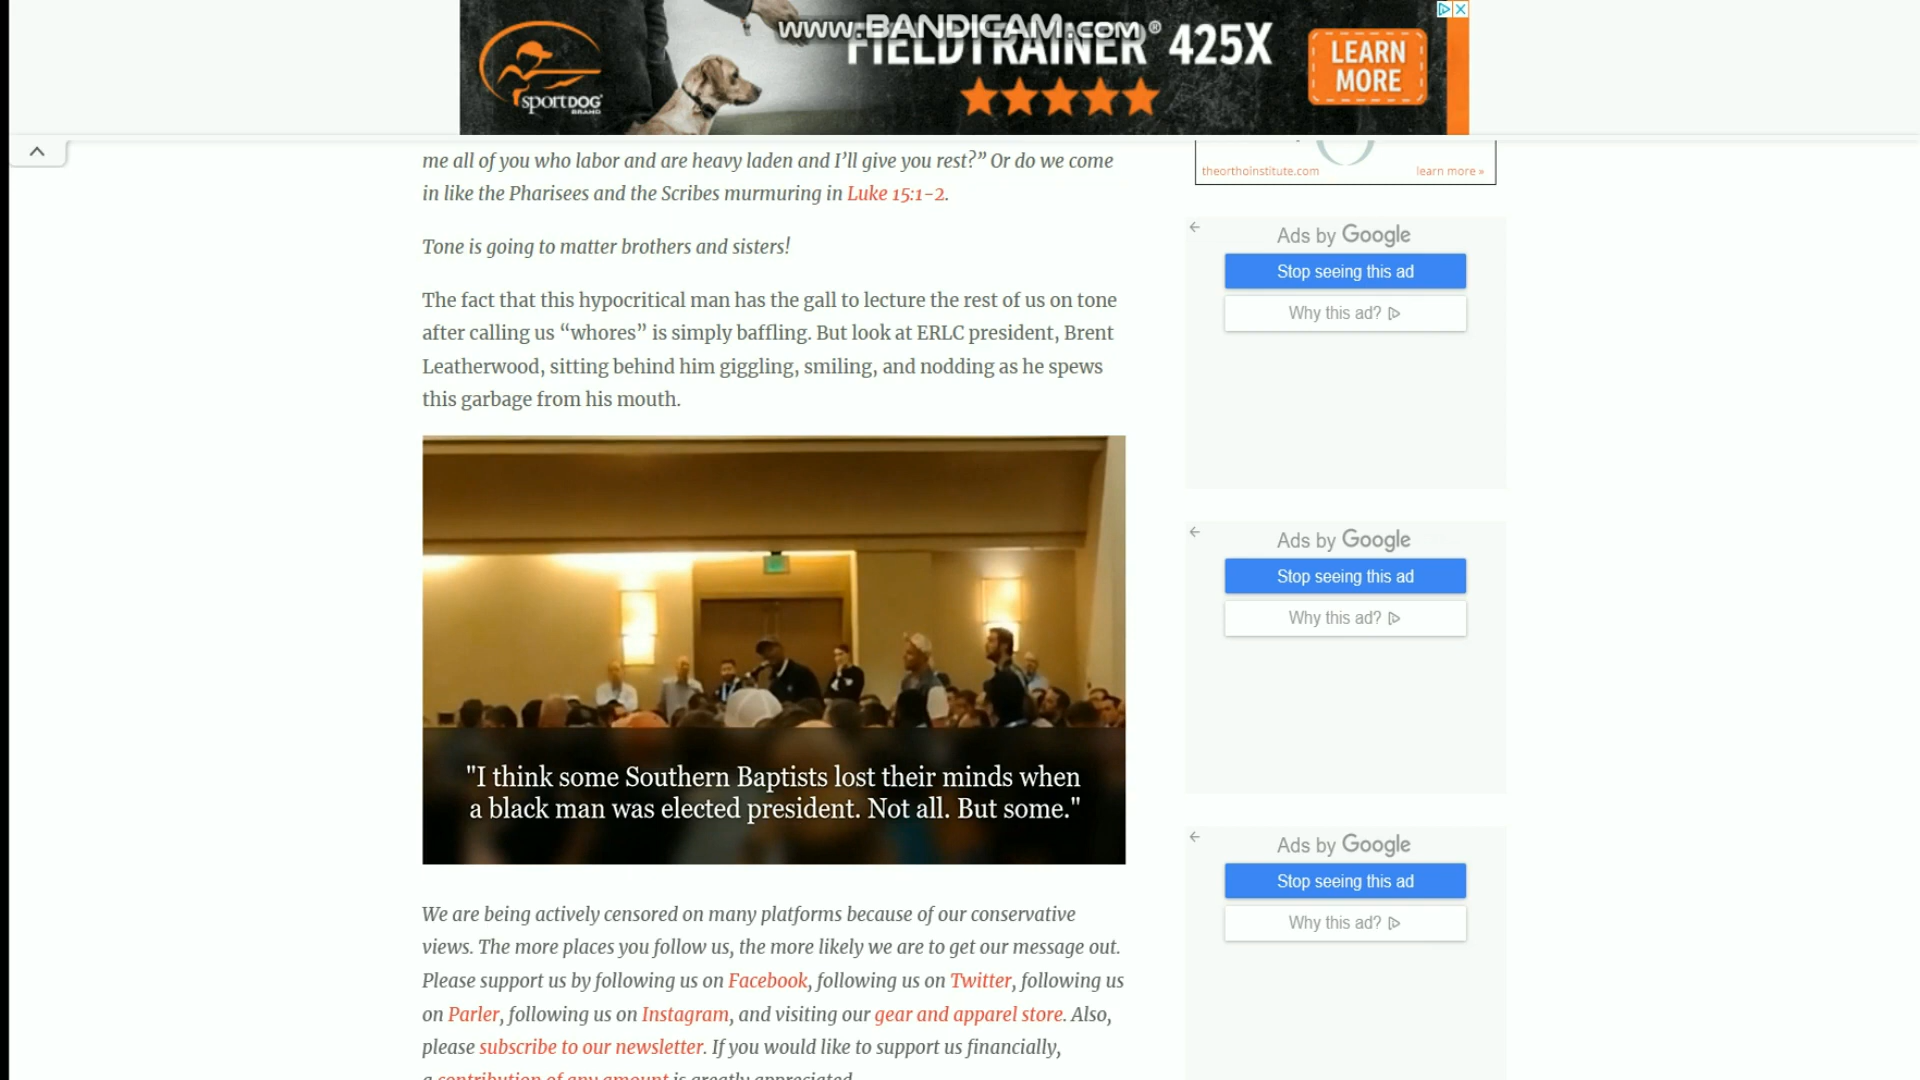 www.BANDICAM.com
FIELDTRAINER® 425X
LEARN
MORE
sportDOG
BRAND
me all of you who labor and are heavy laden and I’ll give you rest?” Or do we come
in like the Pharisees and the Scribes murmuring in Luke 15:1–2.
Tone is going to matter brothers and sisters!
The fact that this hypocritical man has the gall to lecture the rest of us on tone
after calling us “whores” is simply baffling. But look at ERLC president, Brent
Leatherwood, sitting behind him giggling, smiling, and nodding as he spews
this garbage from his mouth.
"I think some Southern Baptists lost their minds when
a black man was elected president. Not all. But some."
We are being actively censored on many platforms because of our conservative
views. The more places you follow us, the more likely we are to get our message out.
Please support us by following us on Facebook, following us on Twitter, following us
on Parler, following us on Instagram, and visiting our gear and apparel store. Also,
please subscribe to our newsletter. If you would like to support us financially,
a contribution of any amount is greatly appreciated
theorthoinstitute.com
learn more »
Ads by Google
Stop seeing this ad
Why this ad?
Ads by Google
Stop seeing this ad
Why this ad?
Ads by Google
Stop seeing this ad
Why this ad?